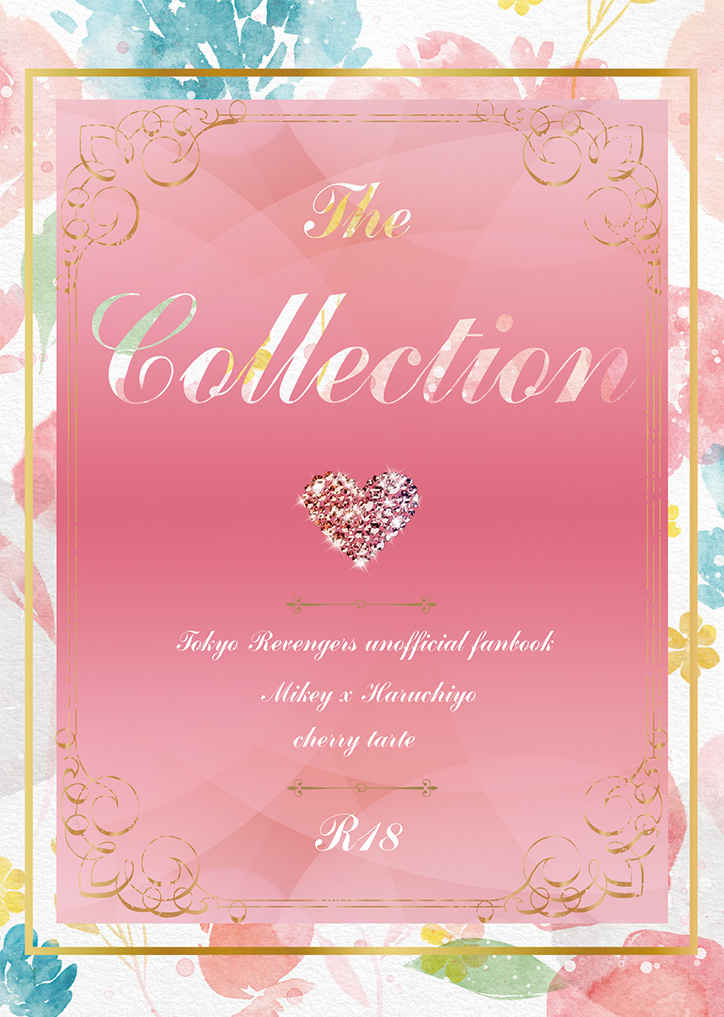 The
Collection
Tokyo Revengers unofficial fanbook
Mikey x Haruchiyo
cherry tarte
R18